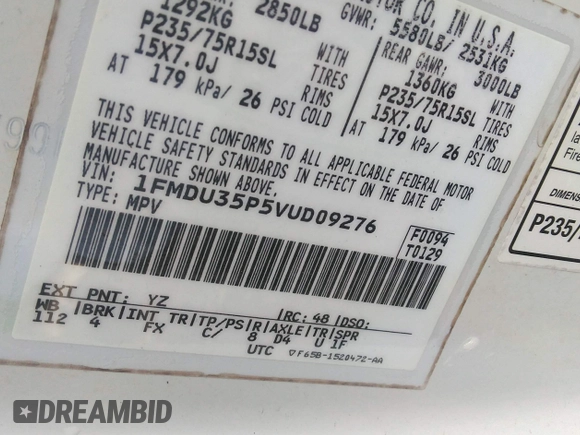 MOTOR CO. IN U.S.A.
1292KG 2850LB
GVWR: 5580LB/ 2531KG
P235/75R15SL WITH TIRES
15X7.0J RIMS
AT 179 kPa/ 26 PSI COLD
REAR GAWR: 3000LB
1360KG WITH
P235/75R15SL TIRES
15X7.0J RIMS
AT 179 kPa/ 26 PSI COLD
THIS VEHICLE CONFORMS TO ALL APPLICABLE FEDERAL MOTOR
VEHICLE SAFETY STANDARDS IN EFFECT ON THE DATE OF
MANUFACTURE SHOWN ABOVE.
VIN: 1FMDU35P5VUD09276
TYPE: MPV
F0094
T0129
EXT PNT: YZ RC: 48 DSO:
WB BRK INT TR TP/PS R AXLE TR SPR
112 4 FX C/ 8 D4 U 1F
UTC F65B-1520472-AA
Fire
DIMENS
P235/
DREAMBID